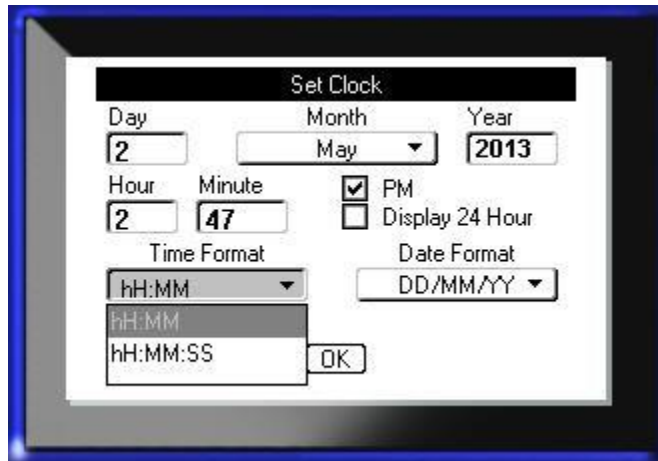 Set Clock
Day Month Year
2 May 2013
Hour Minute PM
2 47 Display 24 Hour
Time Format Date Format
hH:MM DD/MM/YY
hH:MM
hH:MM:SS
OK